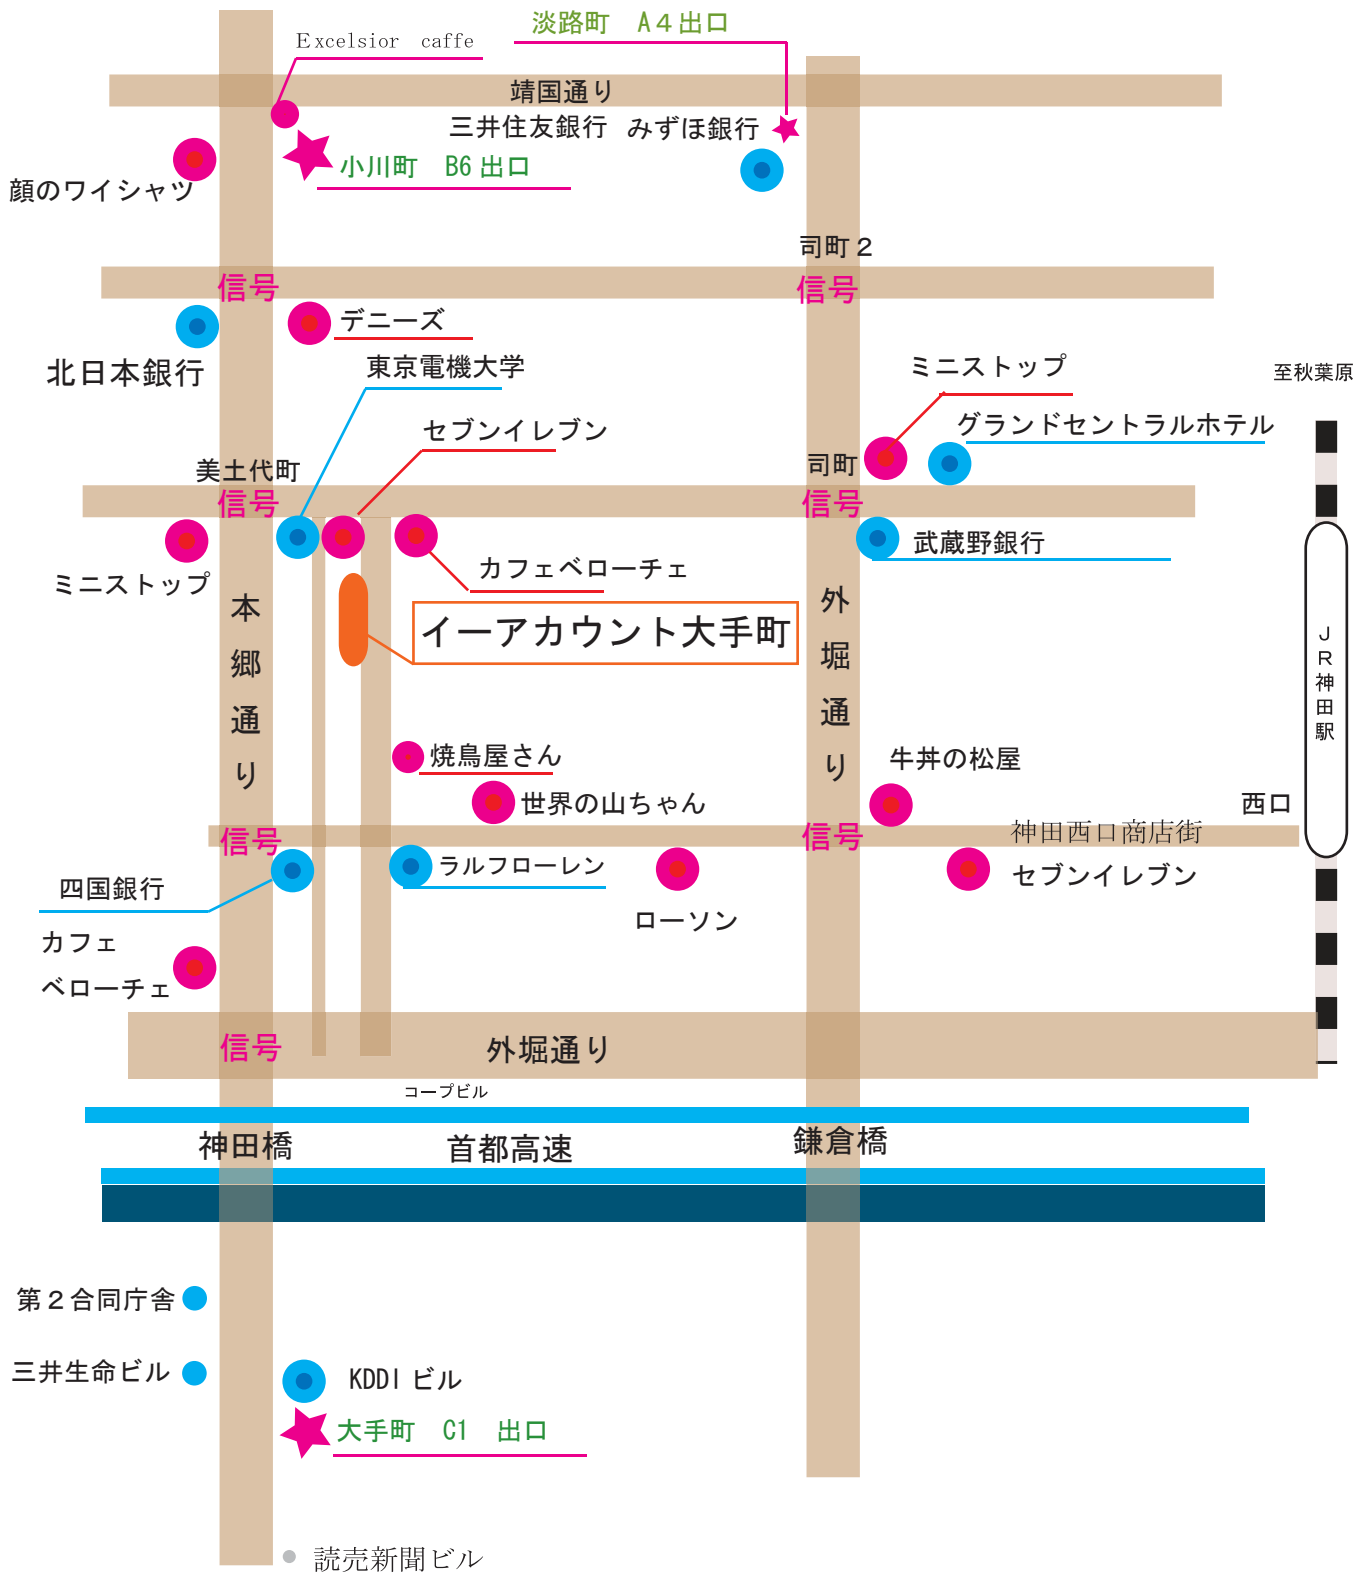 淡路町　A４出口
Excelsior　caffe
靖国通り
三井住友銀行
みずほ銀行
小川町　B6出口
顔のワイシャツ
司町２
信号
信号
デニーズ
北日本銀行
東京電機大学
ミニストップ
至秋葉原
セブンイレブン
グランドセントラルホテル
美土代町
司町
信号
信号
武蔵野銀行
カフェベローチェ
ミニストップ
本郷通り
イーアカウント大手町
外堀通り
ＪＲ神田駅
焼鳥屋さん
牛丼の松屋
世界の山ちゃん
西口
信号
信号
神田西口商店街
ラルフローレン
四国銀行
セブンイレブン
ローソン
カフェ
ベローチェ
信号
外堀通り
コープビル
神田橋
首都高速
鎌倉橋
第２合同庁舎
三井生命ビル
KDDIビル
大手町　C1　出口
読売新聞ビル